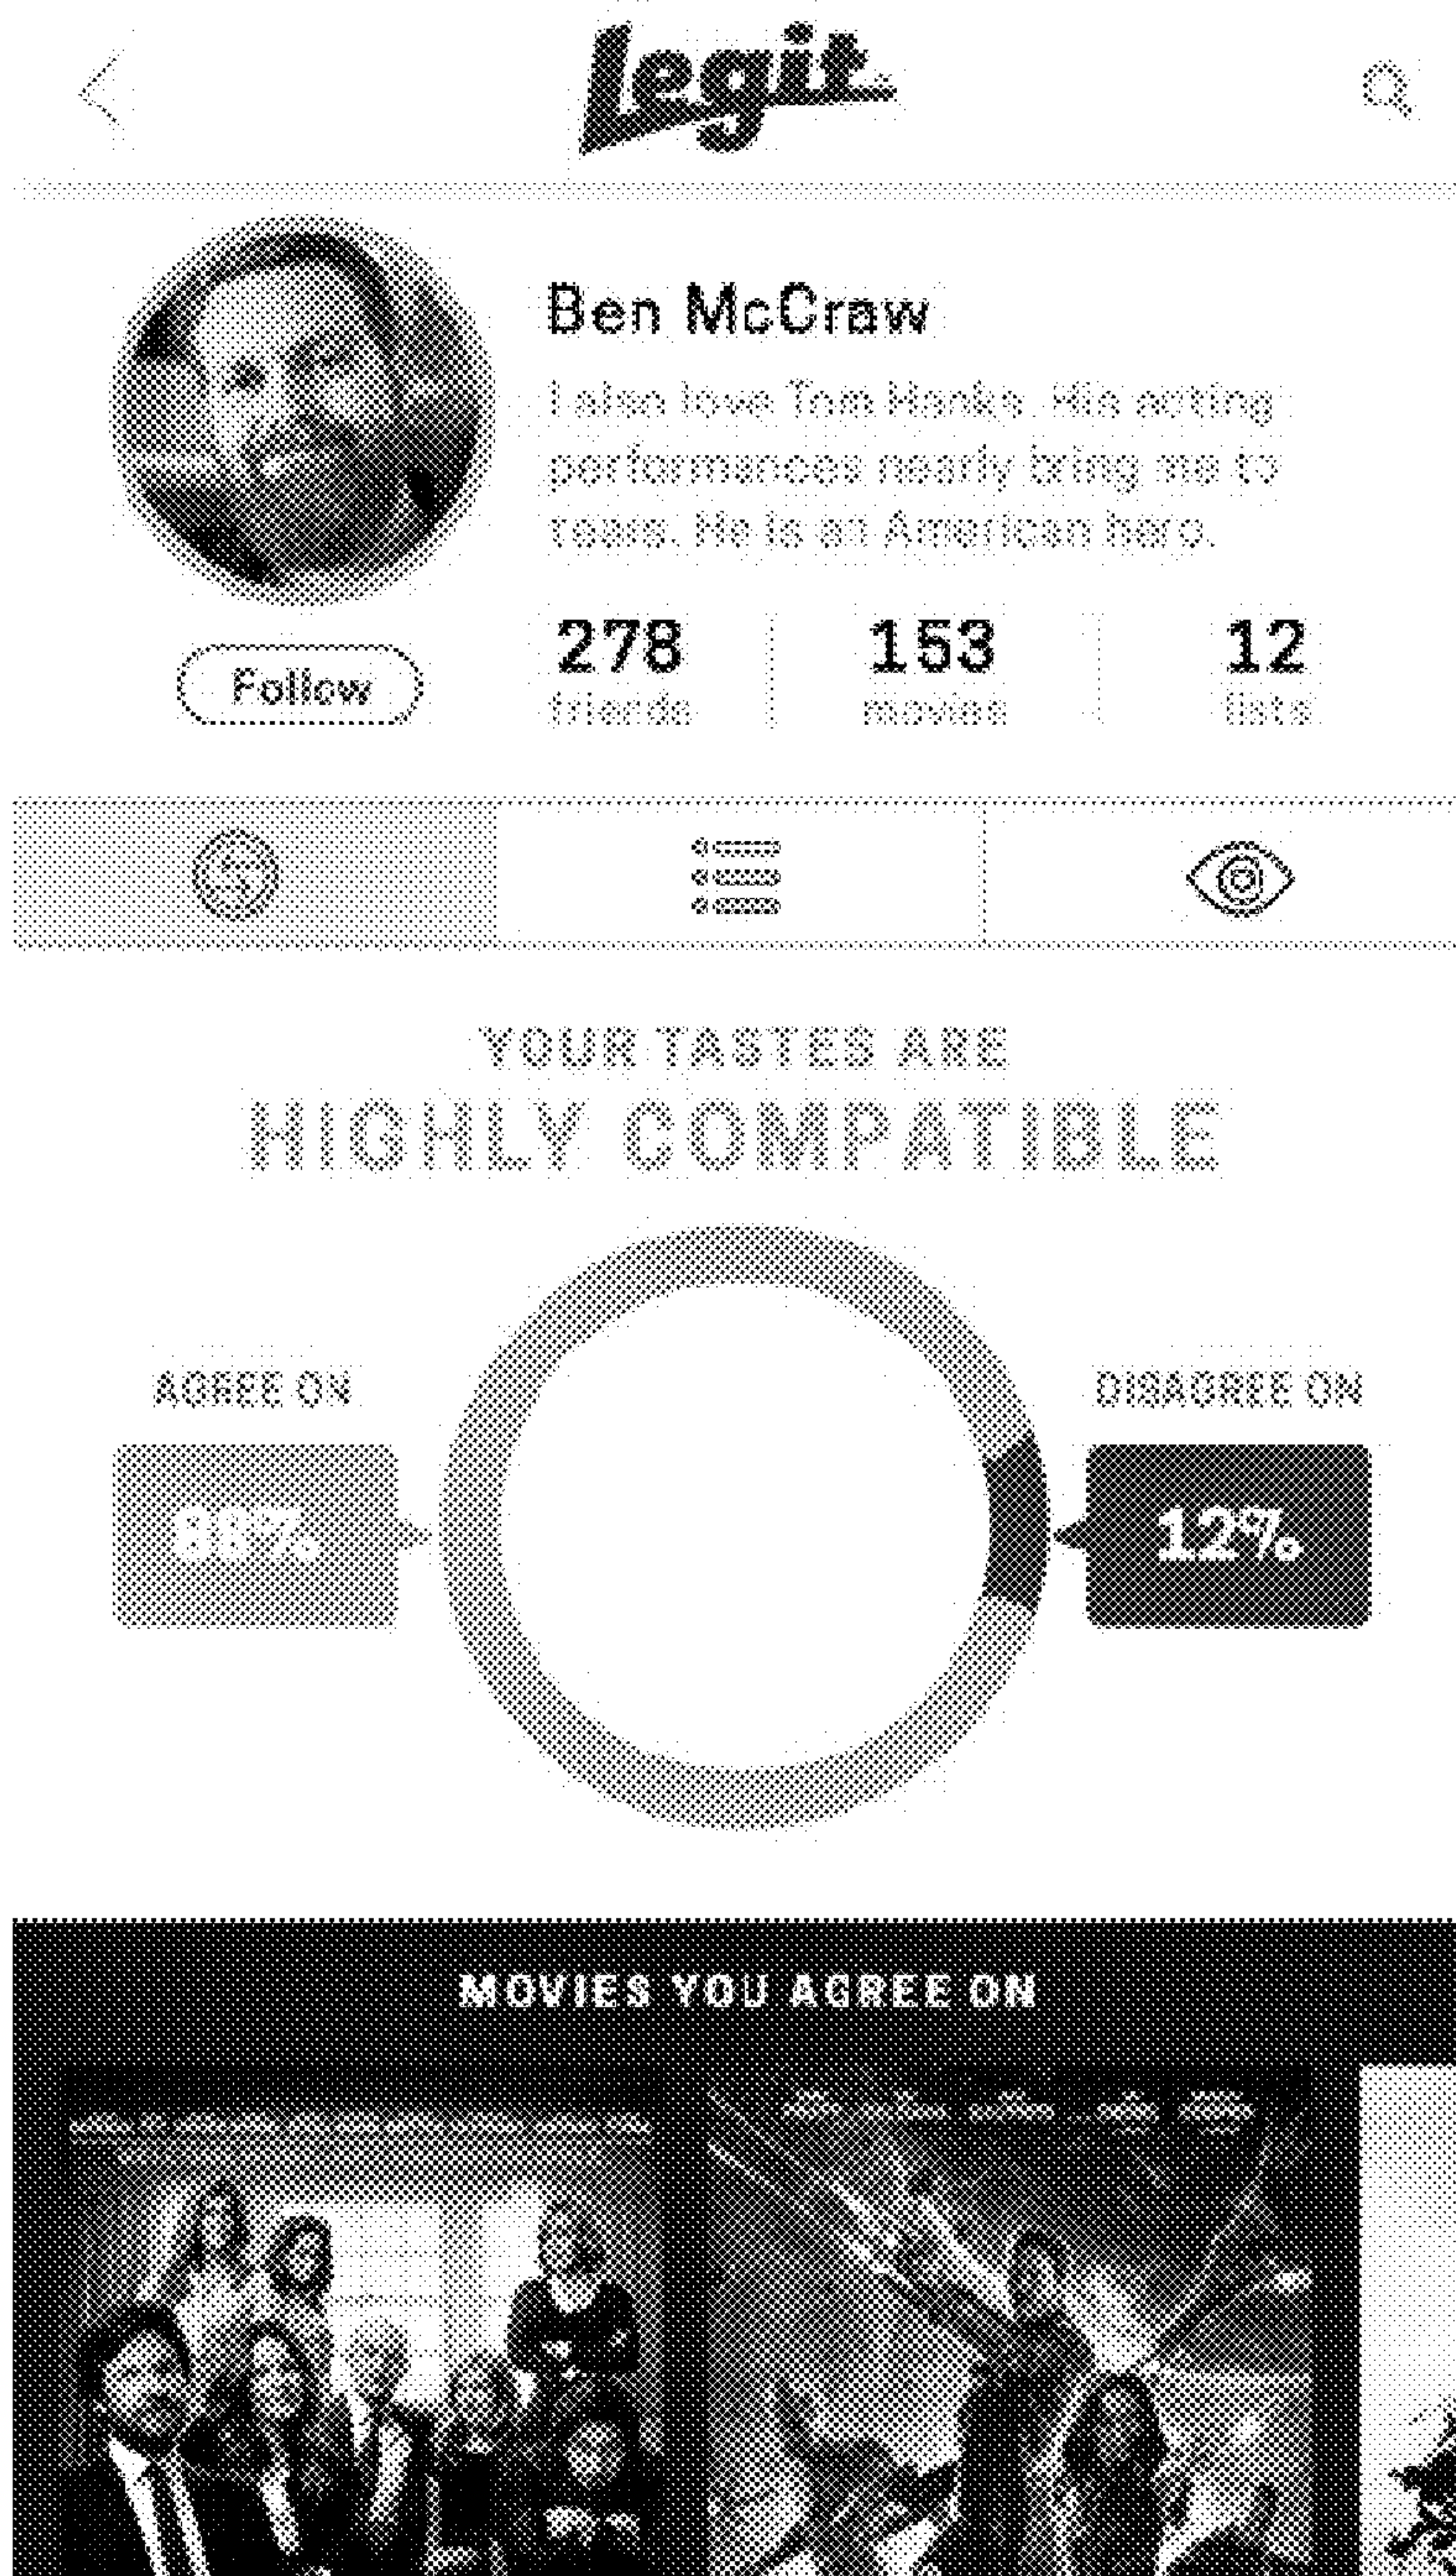 Legit
Ben McCraw
I also love Tom Hanks. His acting
performances nearly bring me to
tears. He is an American hero.
278
friends
153
movies
12
lists
Follow
YOUR TASTES ARE
HIGHLY COMPATIBLE
AGREE ON
88%
DISAGREE ON
12%
MOVIES YOU AGREE ON